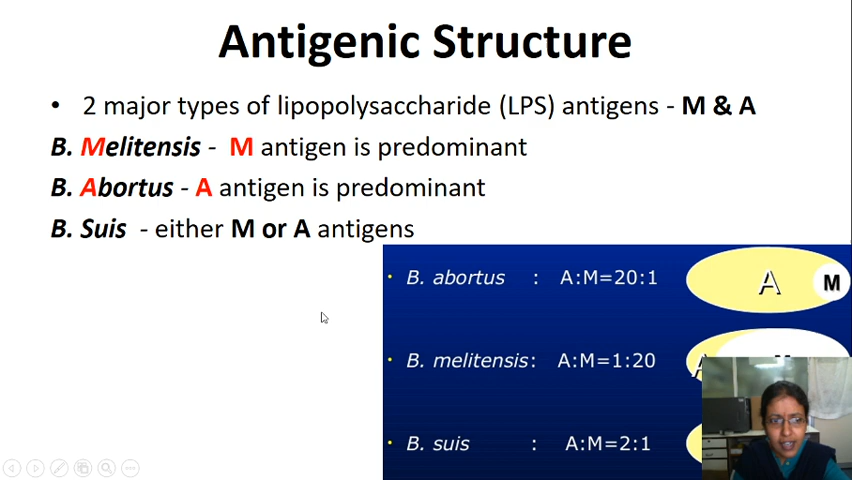 Antigenic Structure
• 2 major types of lipopolysaccharide (LPS) antigens - M & A
B. Melitensis - M antigen is predominant
B. Abortus - A antigen is predominant
B. Suis - either M or A antigens
• B. abortus : A:M=20:1 A M
• B. melitensis: A:M=1:20
• B. suis : A:M=2:1